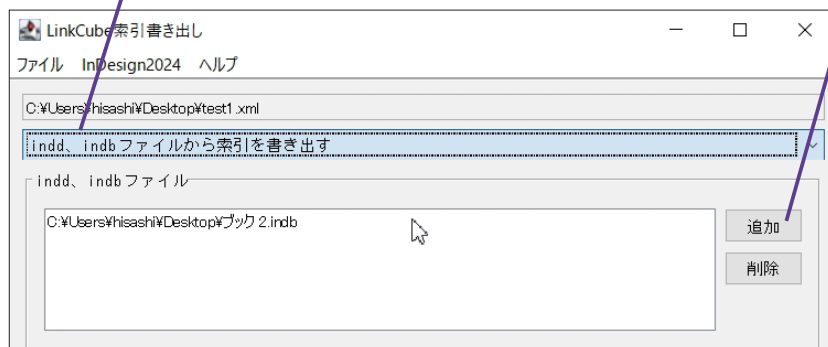 LinkCube索引書き出し
ファイル InDesign2024 ヘルプ
C:¥Users¥hisashi¥Desktop¥test1.xml
indd、indbファイルから索引を書き出す
indd、indbファイル
C:¥Users¥hisashi¥Desktop¥ブック2.indb
追加
削除